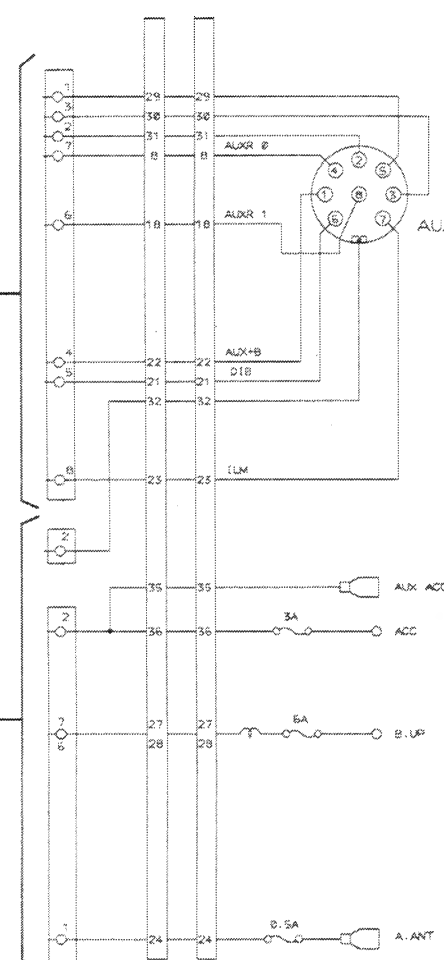 1 29 29
3 30 30
2 31 31
7 8 8 AUXR 0
2
4 5
1 8 3
6 7
6 18 18 AUXR 1
AU
4 22 22 AUX+B
5 21 21
32 32
8 23 23 ILM
2
35 35 AUX ACC
2 36 36 3A ACC
7 27 27
6 28 28
B.UP
1 24 24 0.5A A.ANT